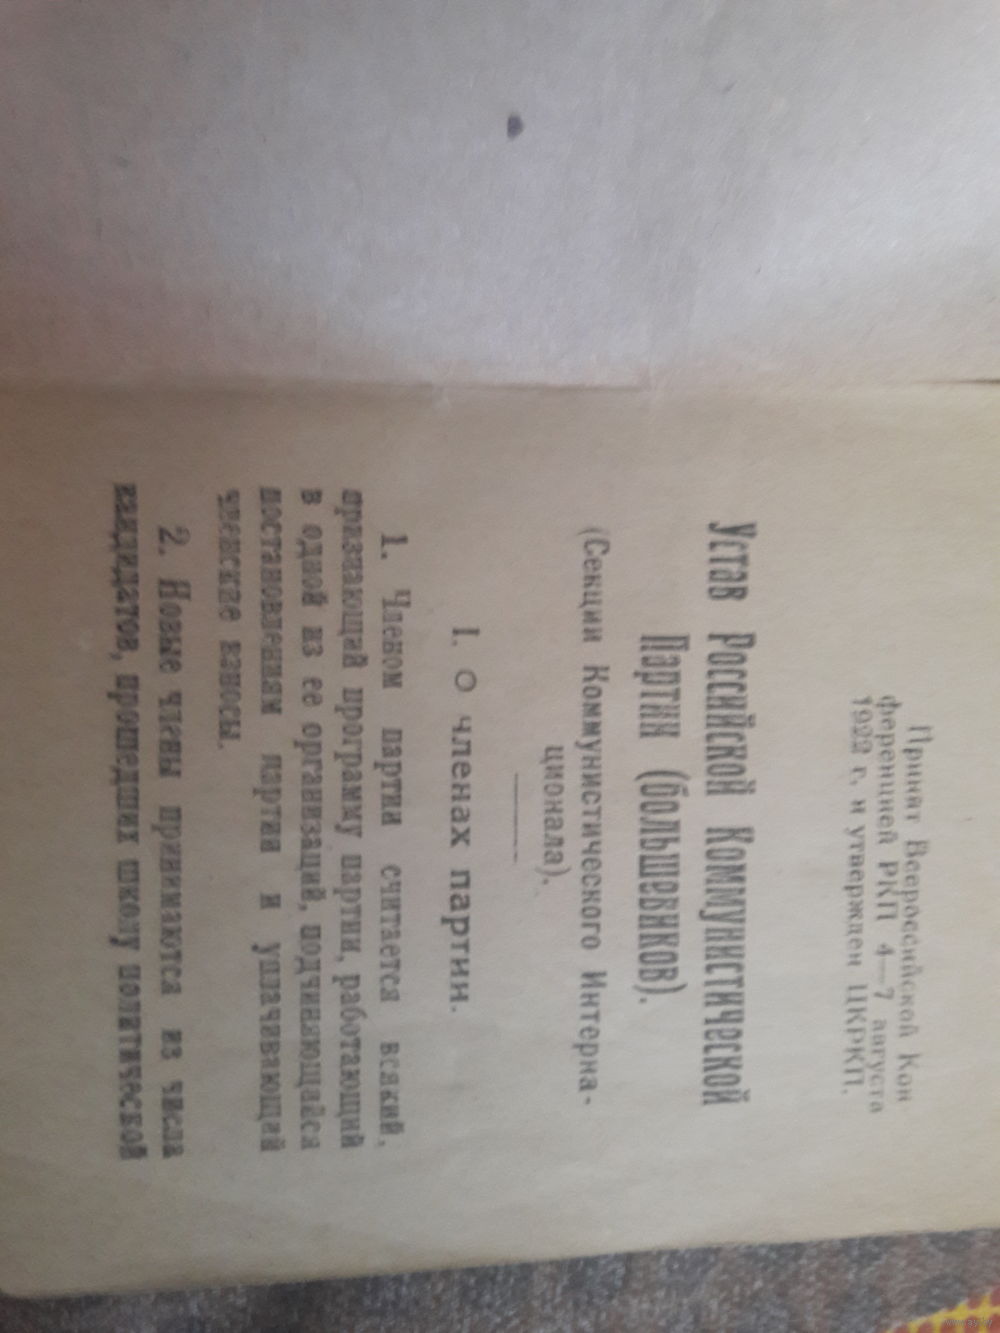 Принят Всероссийской Кон
ференцией РКП 4—7 августа
1922 г. и утвержден ЦКРКП.
Устав Российской Коммунистической
Партии (большевиков).
(Секции Коммунистического Интерна-
ционала).
I. О членах партии.
1. Членом партии считается всякий,
признающий программу партии, работающий
в одной из ее организаций, подчиняющийся
постановлениям партии и уплачивающий
членские взносы.
2. Новые члены принимаются из числа
кандидатов, прошедших школу политической